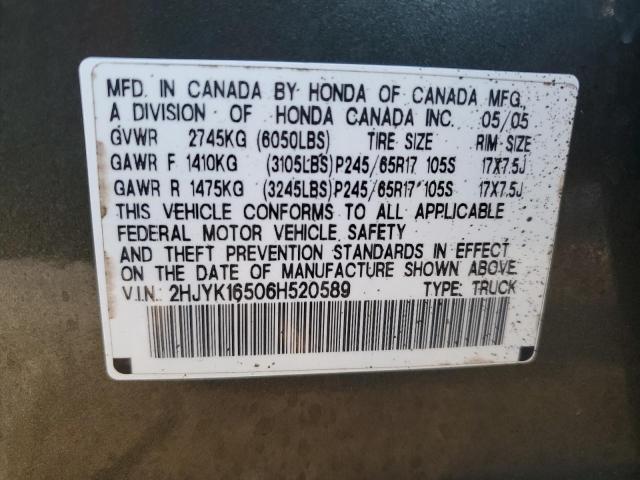 MFD. IN CANADA BY HONDA OF CANADA MFG.,
A DIVISION OF HONDA CANADA INC. 05/05
GVWR 2745KG (6050LBS) TIRE SIZE RIM SIZE
GAWR F 1410KG (3105LBS) P245/65R17 105S 17X7.5J
GAWR R 1475KG (3245LBS) P245/65R17 105S 17X7.5J
THIS VEHICLE CONFORMS TO ALL APPLICABLE
FEDERAL MOTOR VEHICLE SAFETY
AND THEFT PREVENTION STANDARDS IN EFFECT
ON THE DATE OF MANUFACTURE SHOWN ABOVE.
V.I.N.: 2HJYK16506H520589 TYPE: TRUCK